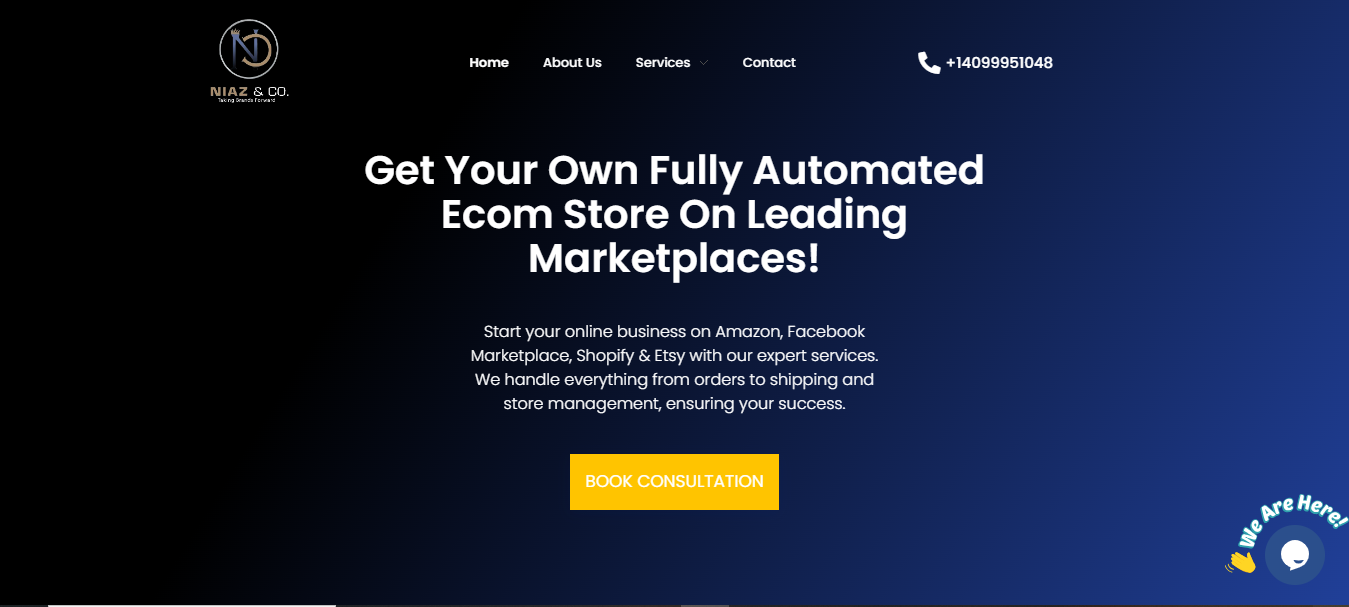 NIAZ & CO.
Taking Brands Forward
Home
About Us
Services
Contact
+14099951048
Get Your Own Fully Automated
Ecom Store On Leading
Marketplaces!
Start your online business on Amazon, Facebook
Marketplace, Shopify & Etsy with our expert services.
We handle everything from orders to shipping and
store management, ensuring your success.
BOOK CONSULTATION
We Are Here!